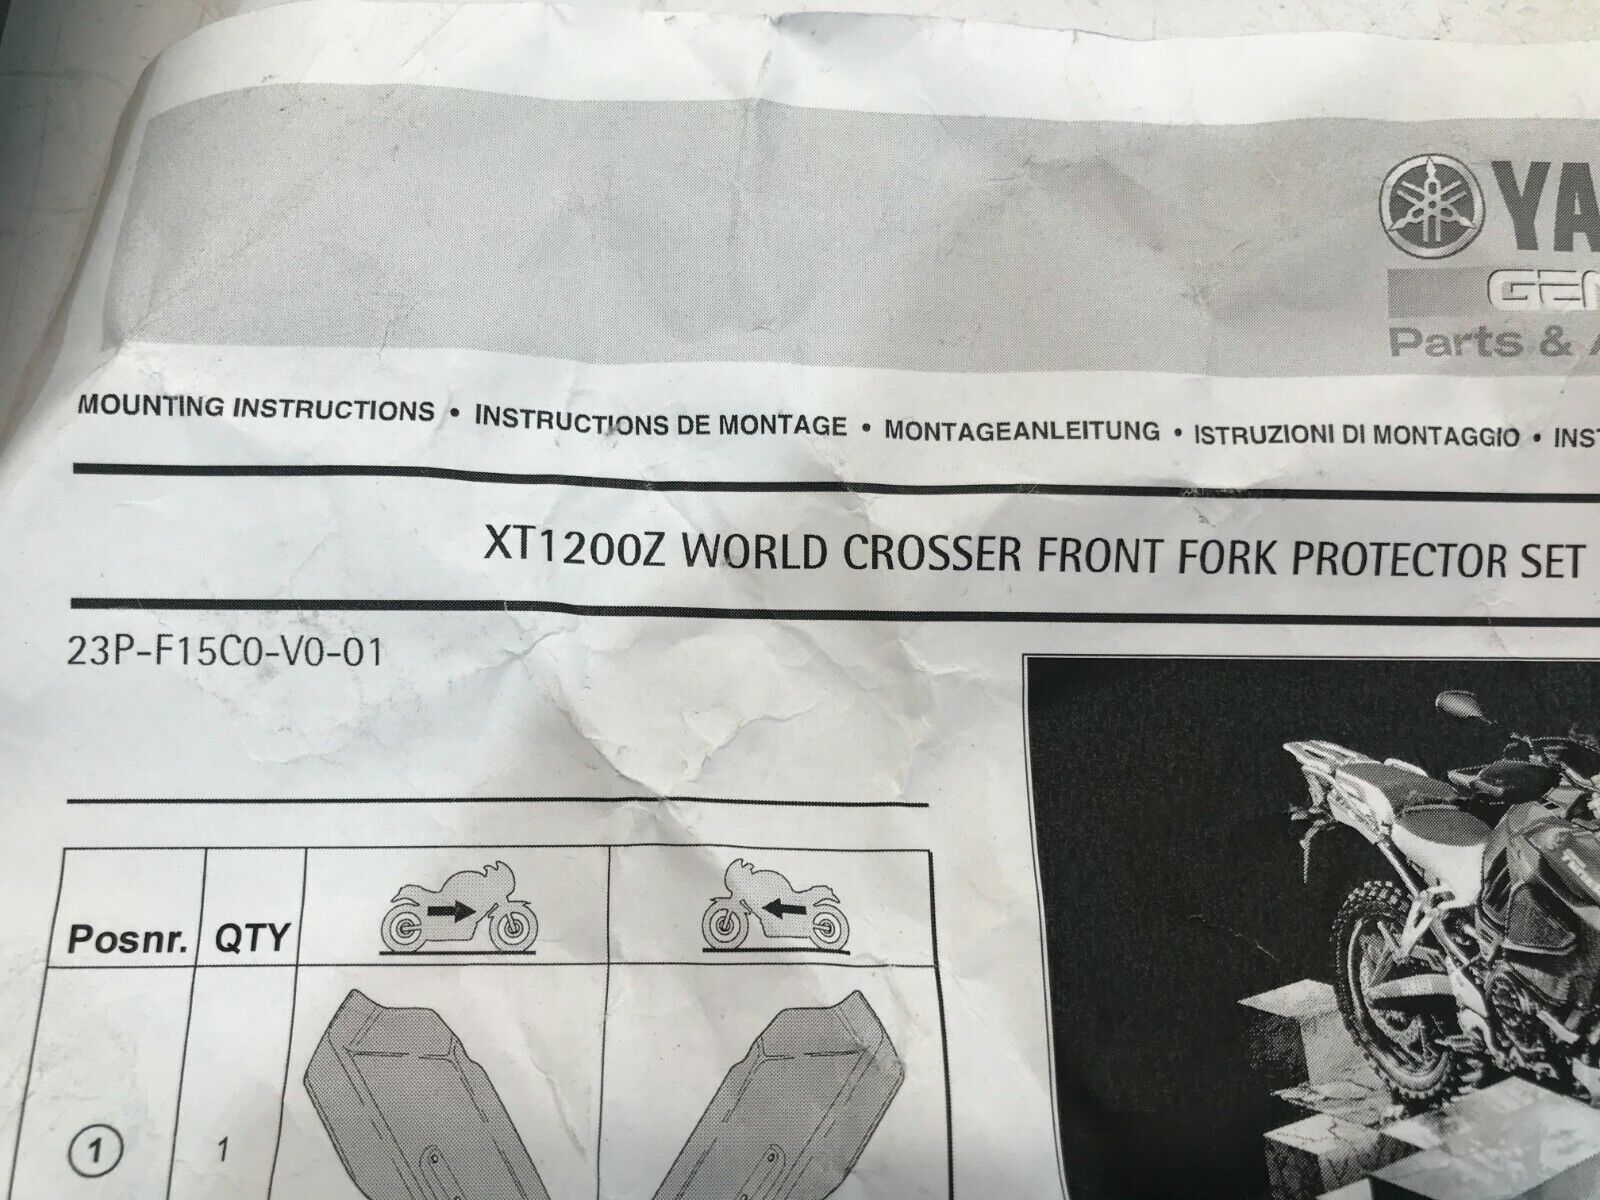 YA
GEN
Parts &
MOUNTING INSTRUCTIONS • INSTRUCTIONS DE MONTAGE • MONTAGEANLEITUNG • ISTRUZIONI DI MONTAGGIO • INST
XT1200Z WORLD CROSSER FRONT FORK PROTECTOR SET
23P-F15C0-V0-01
Posnr. QTY
1 1